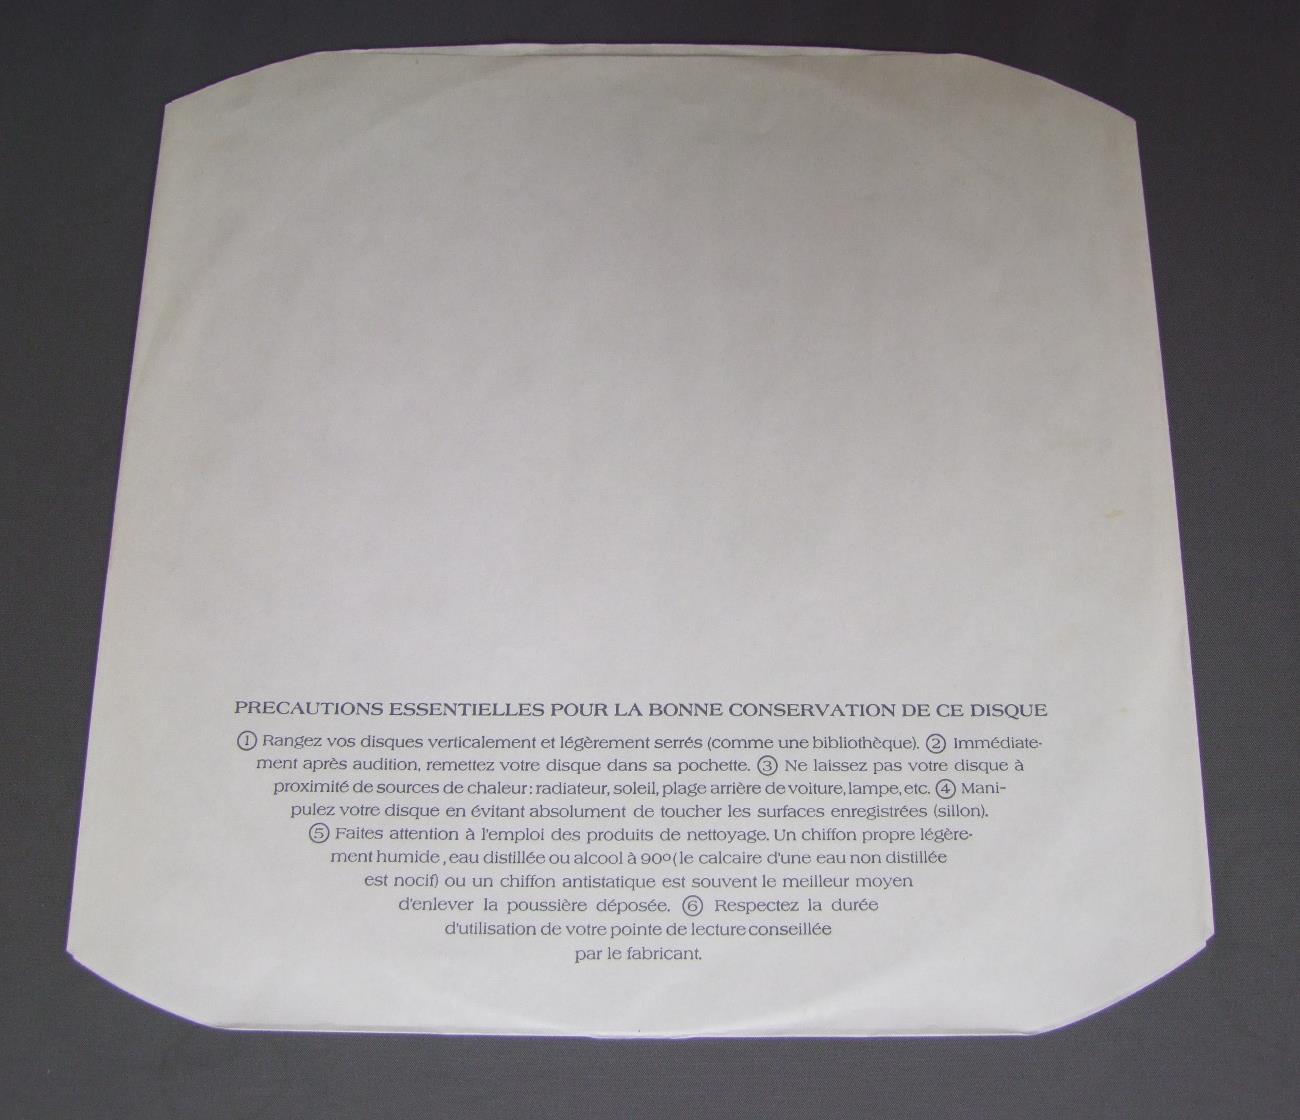 PRECAUTIONS ESSENTIELLES POUR LA BONNE CONSERVATION DE CE DISQUE
① Rangez vos disques verticalement et légèrement serrés (comme une bibliothèque). ② Immédiate-
ment après audition, remettez votre disque dans sa pochette. ③ Ne laissez pas votre disque à
proximité de sources de chaleur: radiateur, soleil, plage arrière de voiture, lampe, etc. ④ Mani-
pulez votre disque en évitant absolument de toucher les surfaces enregistrées (sillon).
⑤ Faites attention à l'emploi des produits de nettoyage. Un chiffon propre légère-
ment humide, eau distillée ou alcool à 90º (le calcaire d'une eau non distillée
est nocif) ou un chiffon antistatique est souvent le meilleur moyen
d'enlever la poussière déposée. ⑥ Respectez la durée
d'utilisation de votre pointe de lecture conseillée
par le fabricant.